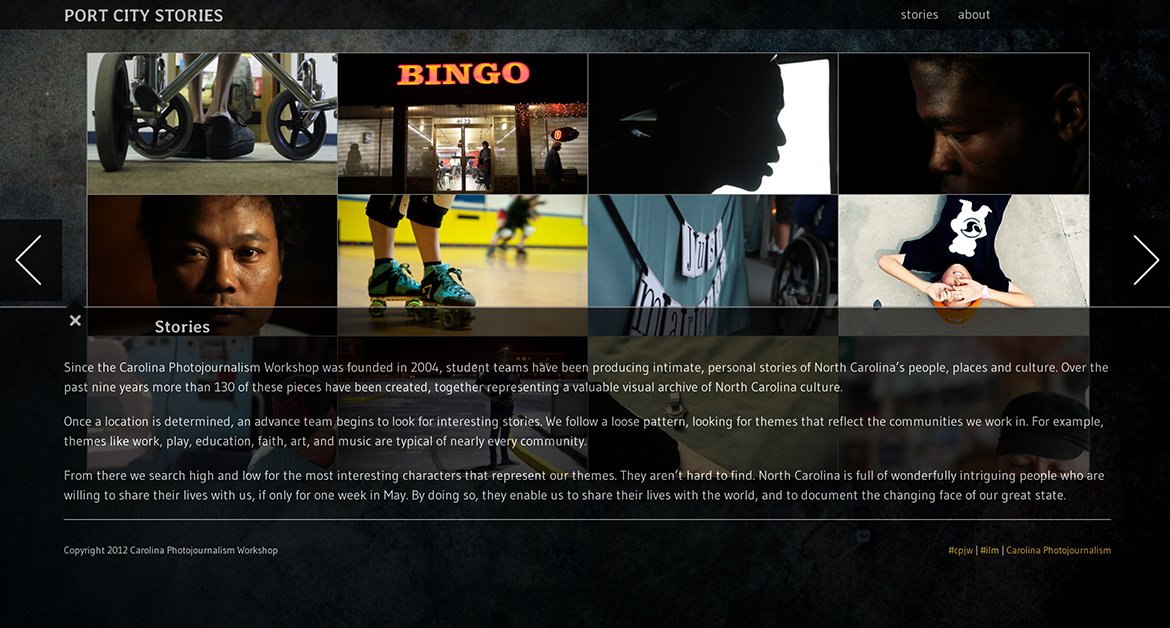 PORT CITY STORIES
stories about
BINGO
4622
Just
Stories
Since the Carolina Photojournalism Workshop was founded in 2004, student teams have been producing intimate, personal stories of North Carolina’s people, places and culture. Over the
past nine years more than 130 of these pieces have been created, together representing a valuable visual archive of North Carolina culture.
Once a location is determined, an advance team begins to look for interesting stories. We follow a loose pattern, looking for themes that reflect the communities we work in. For example,
themes like work, play, education, faith, art, and music are typical of nearly every community.
From there we search high and low for the most interesting characters that represent our themes. They aren’t hard to find. North Carolina is full of wonderfully intriguing people who are
willing to share their lives with us, if only for one week in May. By doing so, they enable us to share their lives with the world, and to document the changing face of our great state.
Copyright 2012 Carolina Photojournalism Workshop
#cpjw | #ilm | Carolina Photojournalism